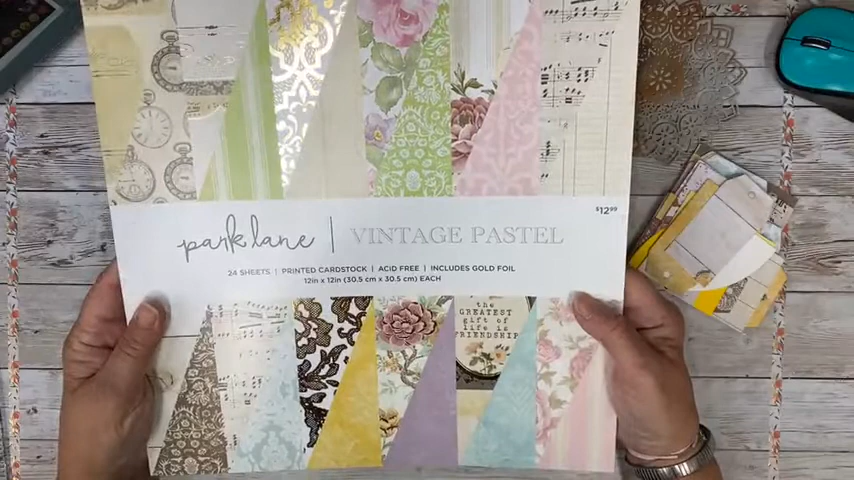 $12.99
park lane | VINTAGE PASTEL
24 SHEETS | PRINTED CARDSTOCK | ACID FREE | INCLUDES GOLD FOIL
12in x 12in (30.5 cm x 30.5 cm) EACH
the
greatest
gift of
life is
FRIENDSHIP